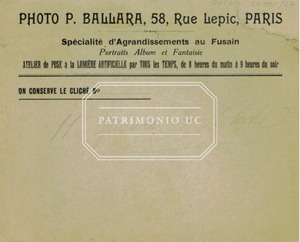 PHOTO P. BALLARA, 58, Rue Lepic, PARIS
Spécialité d'Agrandissements au Fusain
Portraits Album et Fantaisie
ATELIER de POSE à la LUMIÈRE ARTIFICIELLE par TOUS les TEMPS, de 8 heures du matin à 9 heures du soir
ON CONSERVE LE CLICHÉ No
PATRIMONIO UC